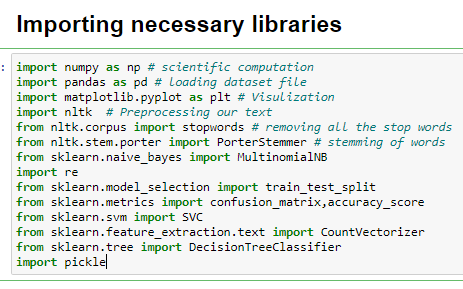 Importing necessary libraries
: import numpy as np # scientific computation
import pandas as pd # loading dataset file
import matplotlib.pyplot as plt # Visulization
import nltk  # Preprocessing our text
from nltk.corpus import stopwords # removing all the stop words
from nltk.stem.porter import PorterStemmer # stemming of words
from sklearn.naive_bayes import MultinomialNB
import re
from sklearn.model_selection import train_test_split
from sklearn.metrics import confusion_matrix,accuracy_score
from sklearn.svm import SVC
from sklearn.feature_extraction.text import CountVectorizer
from sklearn.tree import DecisionTreeClassifier
import pickle